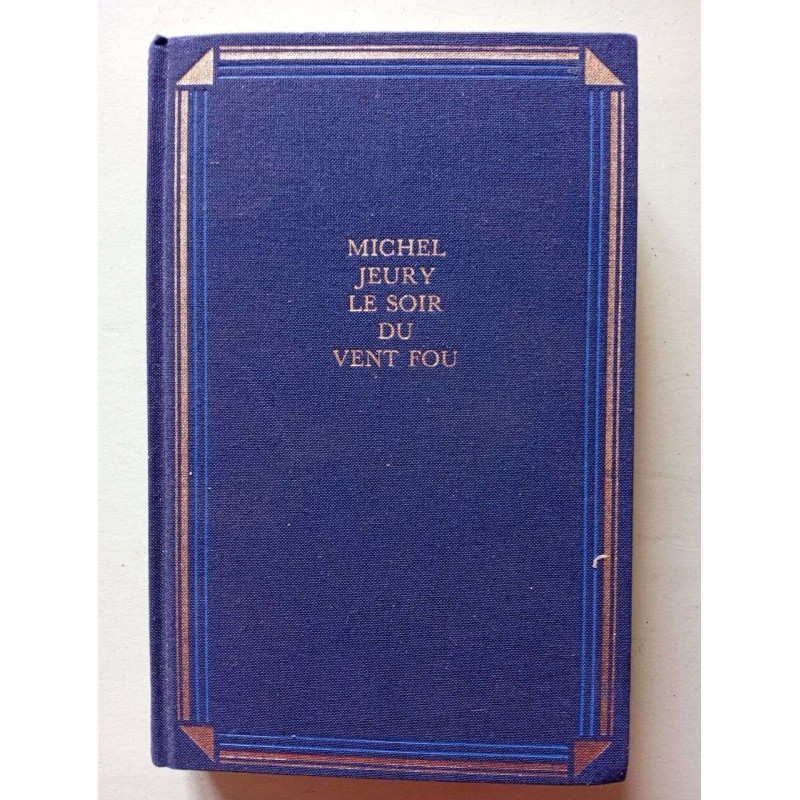 MICHEL
JEURY
LE SOIR
DU
VENT FOU